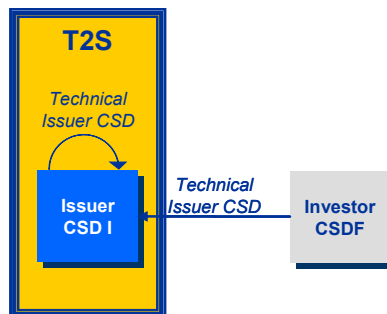 T2S
Technical
Issuer CSD
Issuer
CSD I
Technical
Issuer CSD
Investor
CSDF